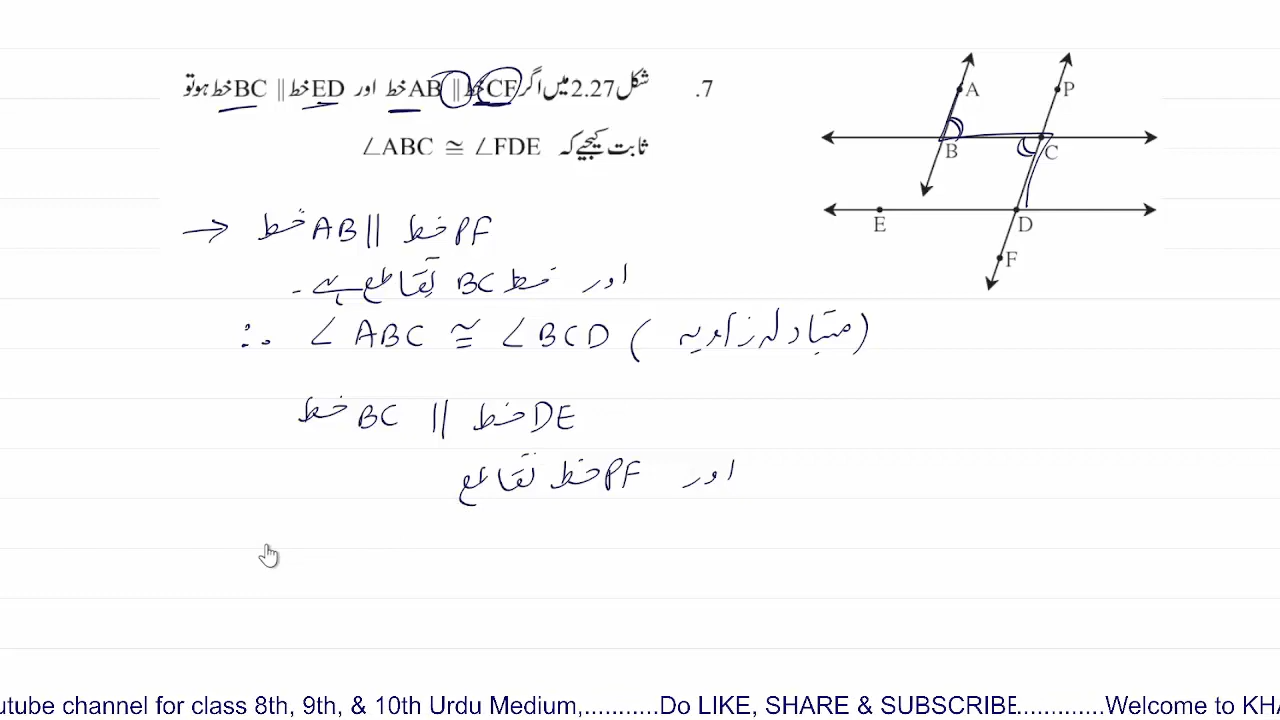 7. شکل 2.27 میں اگر خط CF || خط AB اور خط ED || خط BC ہو تو
ثابت کیجیے کہ ∠ABC ≅ ∠FDE
A
P
B
C
E
D
F
→ خط AB || خط PF
اور خط BC تقاطع ہے۔
∴ ∠ABC ≅ ∠BCD (متبادلہ زاویہ)
خط BC || خط DE
اور خط PF تقاطع
utube channel for class 8th, 9th, & 10th Urdu Medium,...........Do LIKE, SHARE & SUBSCRIBE.............Welcome to KH